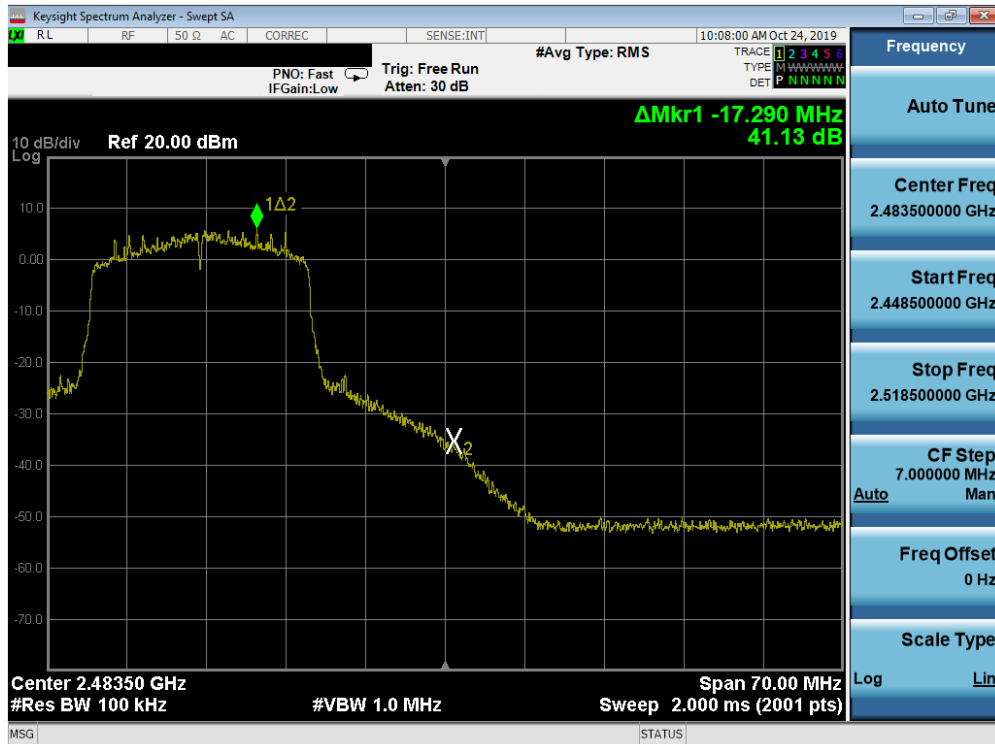 Keysight Spectrum Analyzer - Swept SA
LXI RL RF 50 Ω AC CORREC SENSE:INT 10:08:00 AM Oct 24, 2019
PNO: Fast
IFGain:Low
Trig: Free Run
Atten: 30 dB
#Avg Type: RMS
TRACE 1 2 3 4 5 6
TYPE M W W W W W
DET P N N N N N
ΔMkr1 -17.290 MHz
41.13 dB
10 dB/div Ref 20.00 dBm
Log
10.0
0.00
-10.0
-20.0
-30.0
-40.0
-50.0
-60.0
-70.0
1Δ2
X2
Center 2.48350 GHz Span 70.00 MHz
#Res BW 100 kHz #VBW 1.0 MHz Sweep 2.000 ms (2001 pts)
MSG STATUS
Frequency
Auto Tune
Center Freq
2.483500000 GHz
Start Freq
2.448500000 GHz
Stop Freq
2.518500000 GHz
CF Step
7.000000 MHz
Auto Man
Freq Offset
0 Hz
Scale Type
Log Lin